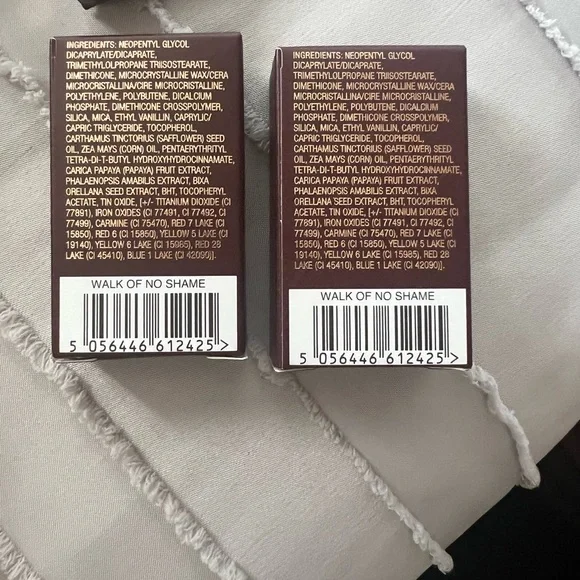 INGREDIENTS: NEOPENTYL GLYCOL
DICAPRYLATE/DICAPRATE,
TRIMETHYLOLPROPANE TRIISOSTEARATE,
DIMETHICONE, MICROCRYSTALLINE WAX/CERA
MICROCRISTALLINA/CIRE MICROCRISTALLINE,
POLYETHYLENE, POLYBUTENE, DICALCIUM
PHOSPHATE, DIMETHICONE CROSSPOLYMER,
SILICA, MICA, ETHYL VANILLIN, CAPRYLIC/
CAPRIC TRIGLYCERIDE, TOCOPHEROL,
CARTHAMUS TINCTORIUS (SAFFLOWER) SEED
OIL, ZEA MAYS (CORN) OIL, PENTAERYTHRITYL
TETRA-DI-T-BUTYL HYDROXYHYDROCINNAMATE,
CARICA PAPAYA (PAPAYA) FRUIT EXTRACT,
PHALAENOPSIS AMABILIS EXTRACT, BIXA
ORELLANA SEED EXTRACT, BHT, TOCOPHERYL
ACETATE, TIN OXIDE, [+/- TITANIUM DIOXIDE (CI
77891), IRON OXIDES (CI 77491, CI 77492, CI
77499), CARMINE (CI 75470), RED 7 LAKE (CI
15850), RED 6 (CI 15850), YELLOW 5 LAKE (CI
19140), YELLOW 6 LAKE (CI 15985), RED 28
LAKE (CI 45410), BLUE 1 LAKE (CI 42090)].
WALK OF NO SHAME
5 056446 612425 >
INGREDIENTS: NEOPENTYL GLYCOL
DICAPRYLATE/DICAPRATE,
TRIMETHYLOLPROPANE TRIISOSTEARATE,
DIMETHICONE, MICROCRYSTALLINE WAX/CERA
MICROCRISTALLINA/CIRE MICROCRISTALLINE,
POLYETHYLENE, POLYBUTENE, DICALCIUM
PHOSPHATE, DIMETHICONE CROSSPOLYMER,
SILICA, MICA, ETHYL VANILLIN, CAPRYLIC/
CAPRIC TRIGLYCERIDE, TOCOPHEROL,
CARTHAMUS TINCTORIUS (SAFFLOWER) SEED
OIL, ZEA MAYS (CORN) OIL, PENTAERYTHRITYL
TETRA-DI-T-BUTYL HYDROXYHYDROCINNAMATE,
CARICA PAPAYA (PAPAYA) FRUIT EXTRACT,
PHALAENOPSIS AMABILIS EXTRACT, BIXA
ORELLANA SEED EXTRACT, BHT, TOCOPHERYL
ACETATE, TIN OXIDE, [+/- TITANIUM DIOXIDE (CI
77891), IRON OXIDES (CI 77491, CI 77492, CI
77499), CARMINE (CI 75470), RED 7 LAKE (CI
15850), RED 6 (CI 15850), YELLOW 5 LAKE (CI
19140), YELLOW 6 LAKE (CI 15985), RED 28
LAKE (CI 45410), BLUE 1 LAKE (CI 42090)].
WALK OF NO SHAME
5 056446 612425 >